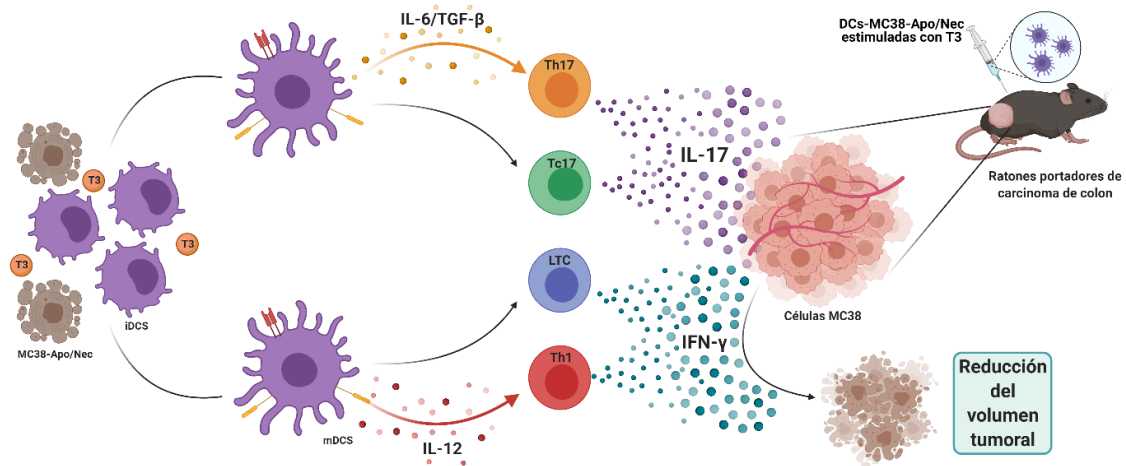 IL-6/TGF-β
DCs-MC38-Apo/Nec
estimuladas con T3
Th17
Tc17
IL-17
T3
T3
T3
Ratones portadores de
carcinoma de colon
LTC
iDCS
MC38-Apo/Nec
Células MC38
IFN-γ
Th1
mDCS
IL-12
Reducción
del
volumen
tumoral